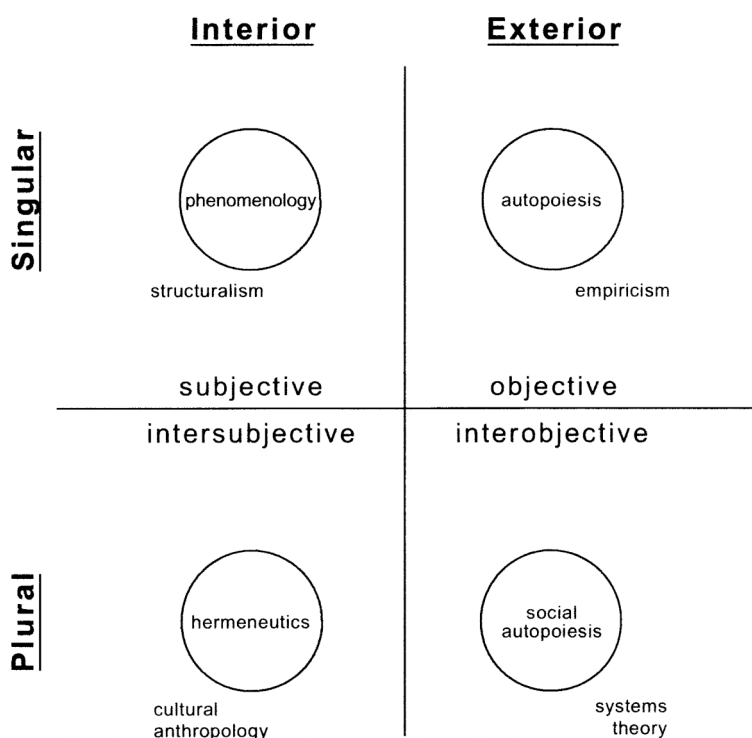 Interior
Exterior
Singular
phenomenology
autopoiesis
structuralism
empiricism
subjective
objective
intersubjective
interobjective
Plural
hermeneutics
social
autopoiesis
cultural
anthropology
systems
theory